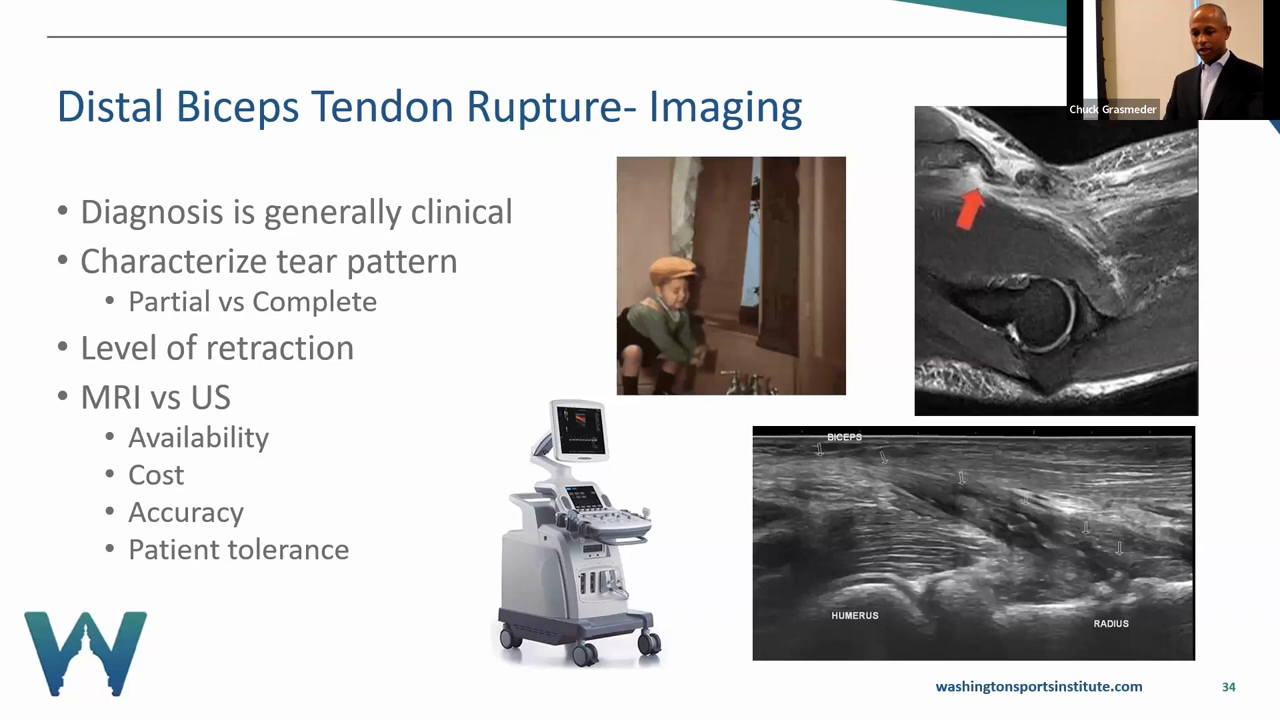 Chuck Grasmeder
Distal Biceps Tendon Rupture- Imaging
• Diagnosis is generally clinical
• Characterize tear pattern
• Partial vs Complete
• Level of retraction
• MRI vs US
• Availability
• Cost
• Accuracy
• Patient tolerance
BICEPS
HUMERUS
RADIUS
W
washingtonsportsinstitute.com
34